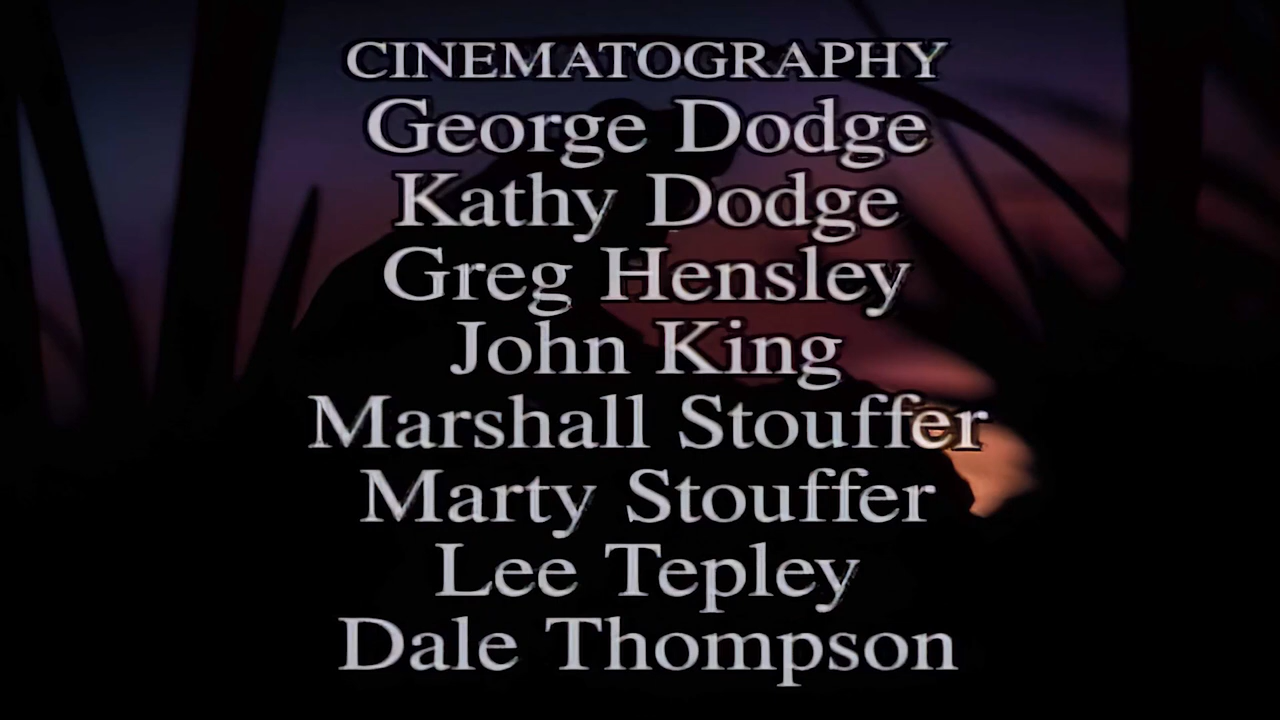 CINEMATOGRAPHY
George Dodge
Kathy Dodge
Greg Hensley
John King
Marshall Stouffer
Marty Stouffer
Lee Tepley
Dale Thompson